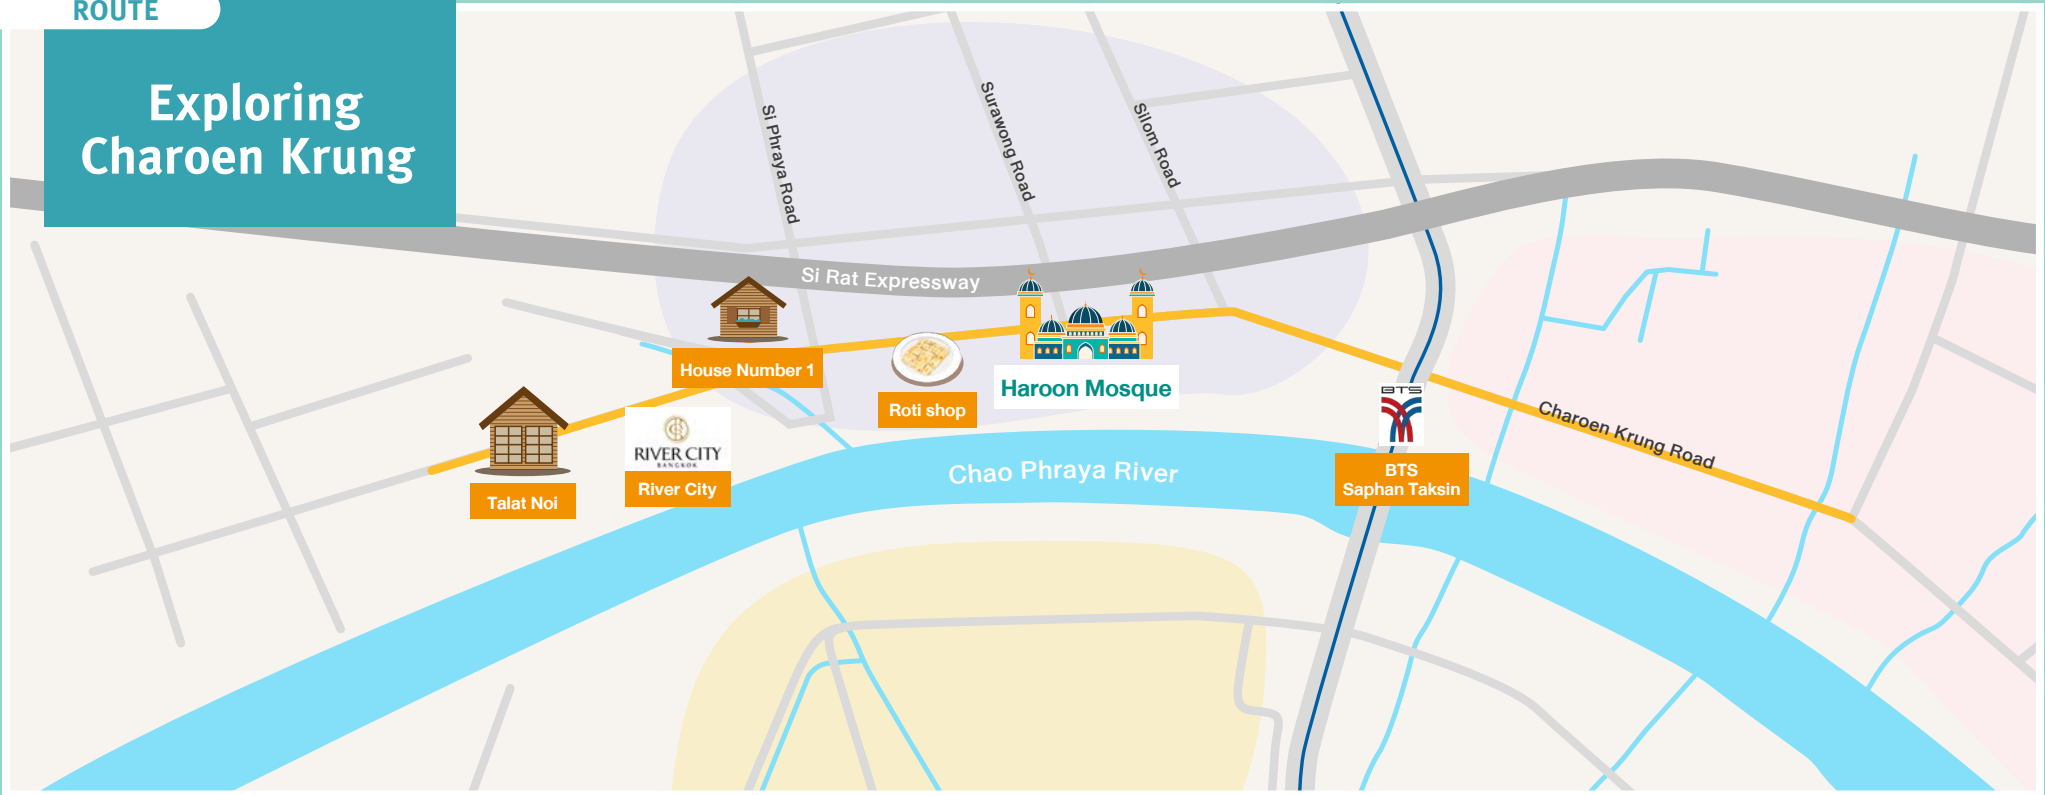 ROUTE
Exploring
Charoen Krung
Si Phraya Road
Surawong Road
Silom Road
Si Rat Expressway
House Number 1
Roti shop
Haroon Mosque
Talat Noi
RIVER CITY
BANGKOK
River City
Chao Phraya River
BTS
BTS
Saphan Taksin
Charoen Krung Road